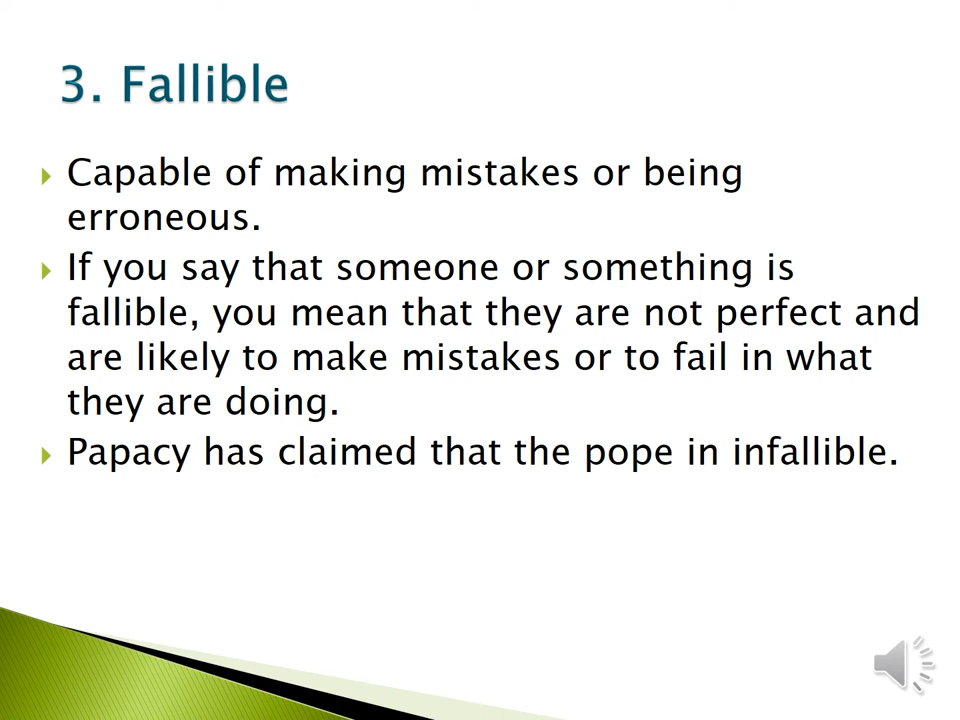 3. Fallible
Capable of making mistakes or being
erroneous.
If you say that someone or something is
fallible, you mean that they are not perfect and
are likely to make mistakes or to fail in what
they are doing.
Papacy has claimed that the pope in infallible.